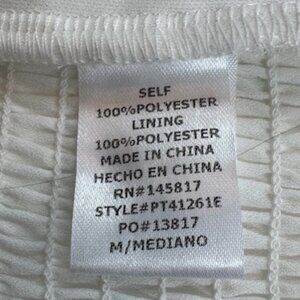 SELF
100%POLYESTER
LINING
100%POLYESTER
MADE IN CHINA
HECHO EN CHINA
RN#145817
STYLE#PT41261E
PO#13817
M/MEDIANO